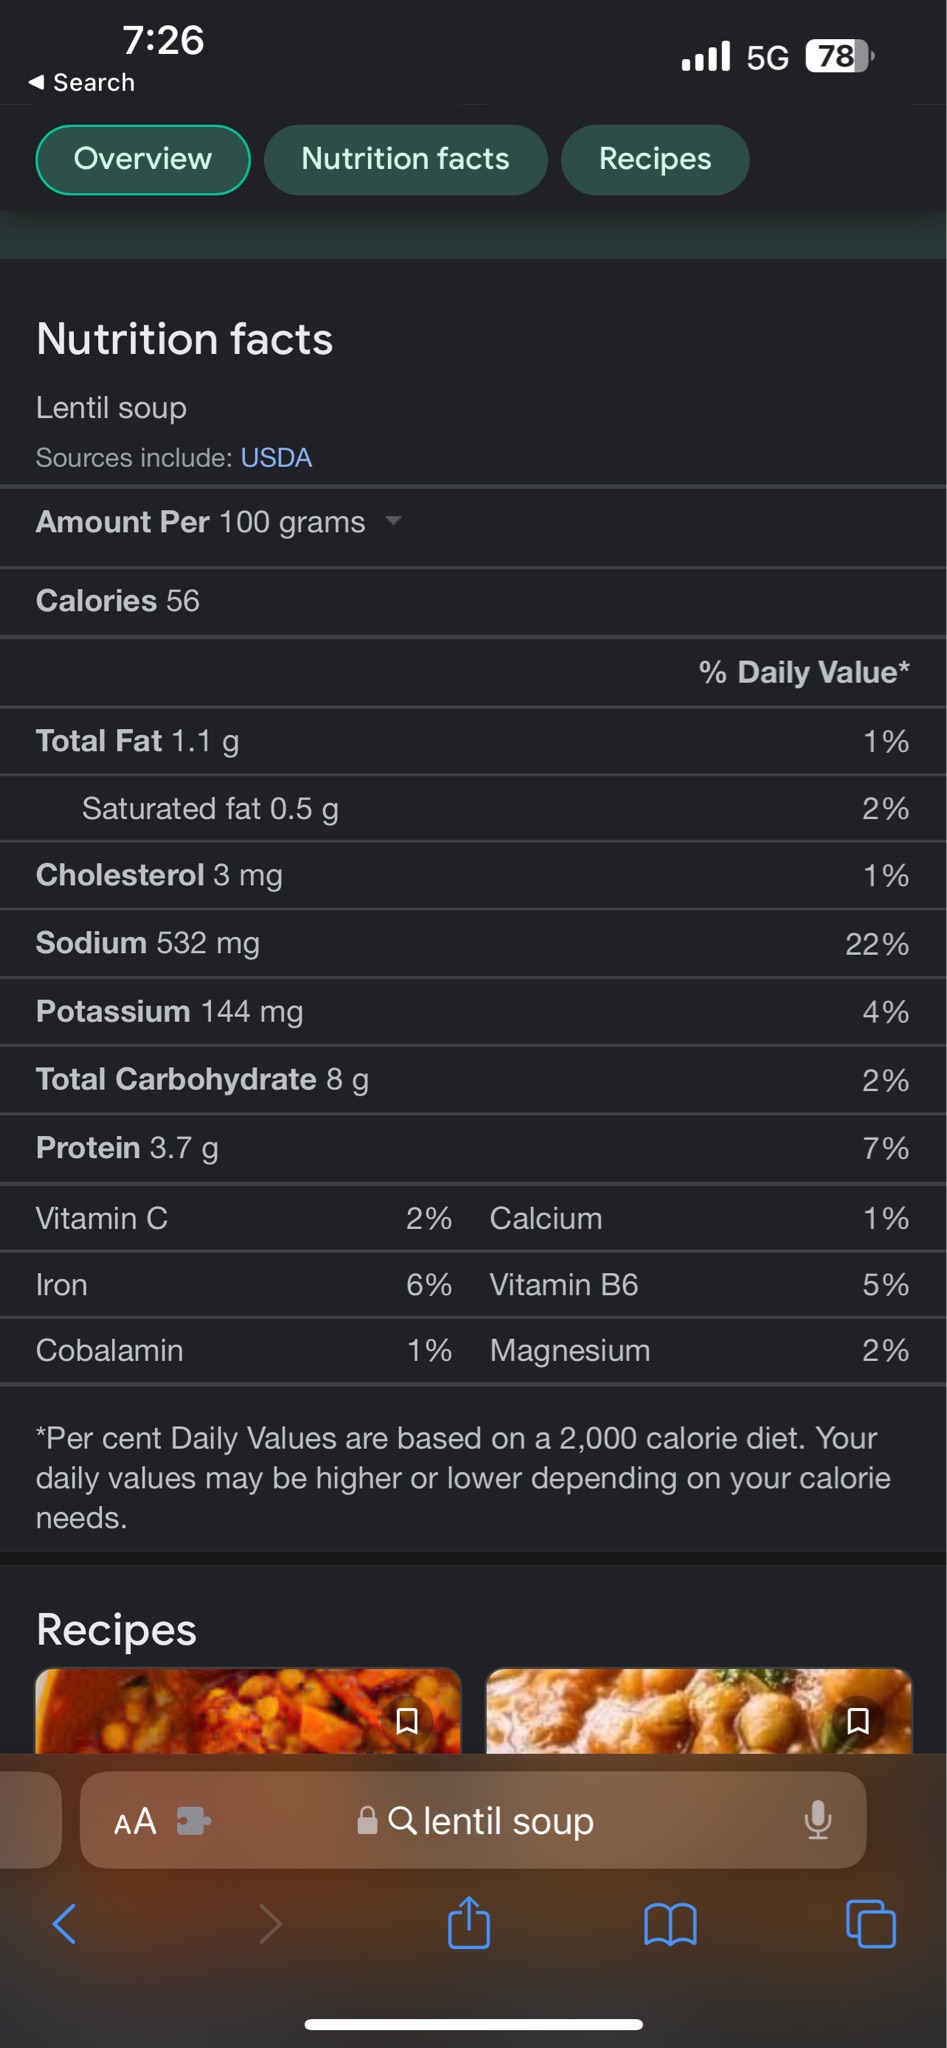 7:26
5G 78
◀ Search
Overview Nutrition facts Recipes
Nutrition facts
Lentil soup
Sources include: USDA
Amount Per 100 grams
Calories 56
% Daily Value*
Total Fat 1.1 g 1%
Saturated fat 0.5 g 2%
Cholesterol 3 mg 1%
Sodium 532 mg 22%
Potassium 144 mg 4%
Total Carbohydrate 8 g 2%
Protein 3.7 g 7%
Vitamin C 2% Calcium 1%
Iron 6% Vitamin B6 5%
Cobalamin 1% Magnesium 2%
*Per cent Daily Values are based on a 2,000 calorie diet. Your
daily values may be higher or lower depending on your calorie
needs.
Recipes
AA lentil soup